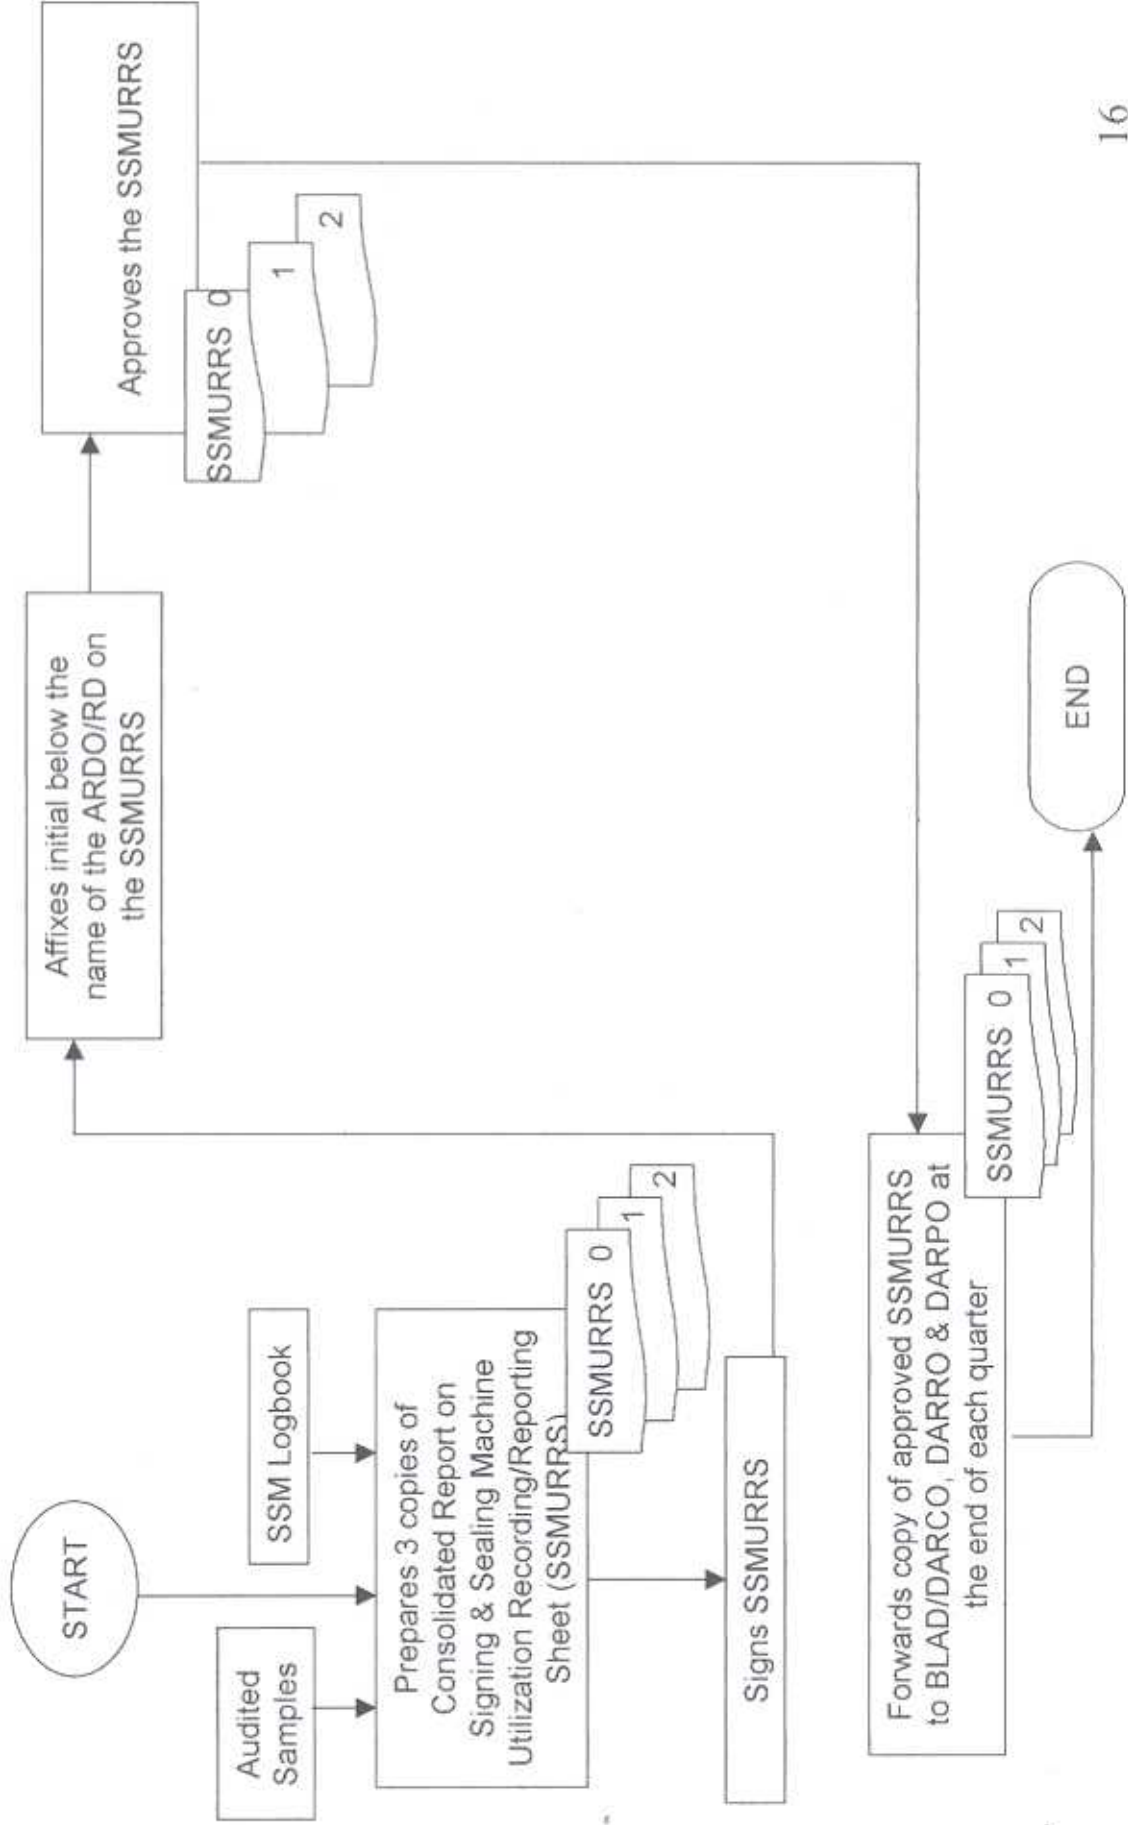 START
Audited
Samples
SSM Logbook
Prepares 3 copies of
Consolidated Report on
Signing & Sealing Machine
Utilization Recording/Reporting
Sheet (SSMURRS)
SSMURRS 0
1
2
Signs SSMURRS
Affixes initial below the
name of the ARDO/RD on
the SSMURRS
Approves the SSMURRS
SSMURRS 0
1
2
Forwards copy of approved SSMURRS
to BLAD/DARCO, DARRO & DARPO at
the end of each quarter
SSMURRS 0
1
2
END
16